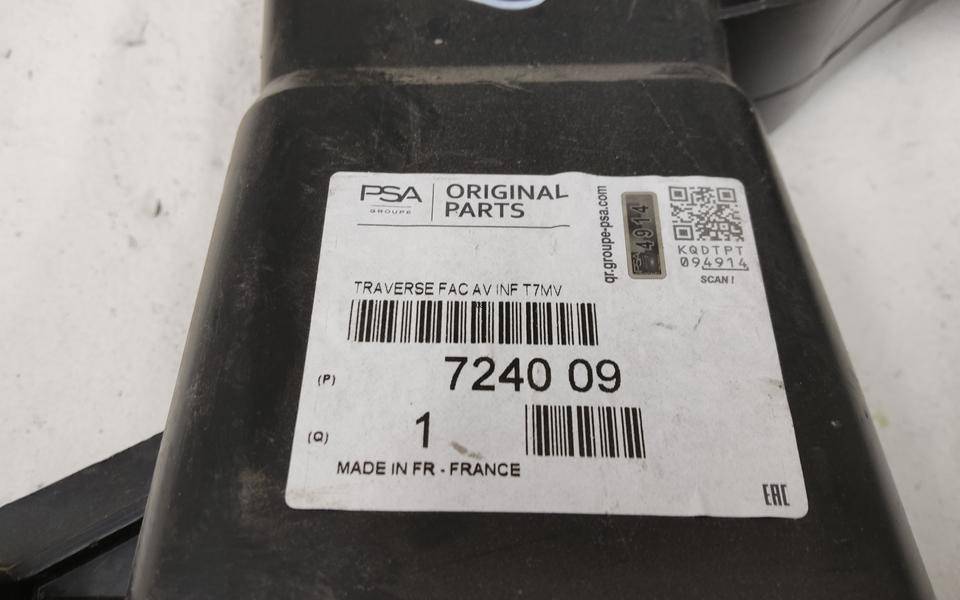 PSA
GROUPE
ORIGINAL
PARTS
qr.groupe-psa.com
4914
KQDTPT
094914
SCAN!
TRAVERSE FAC AV INF T7MV
(P) 7240 09
(Q) 1
MADE IN FR - FRANCE
EAC